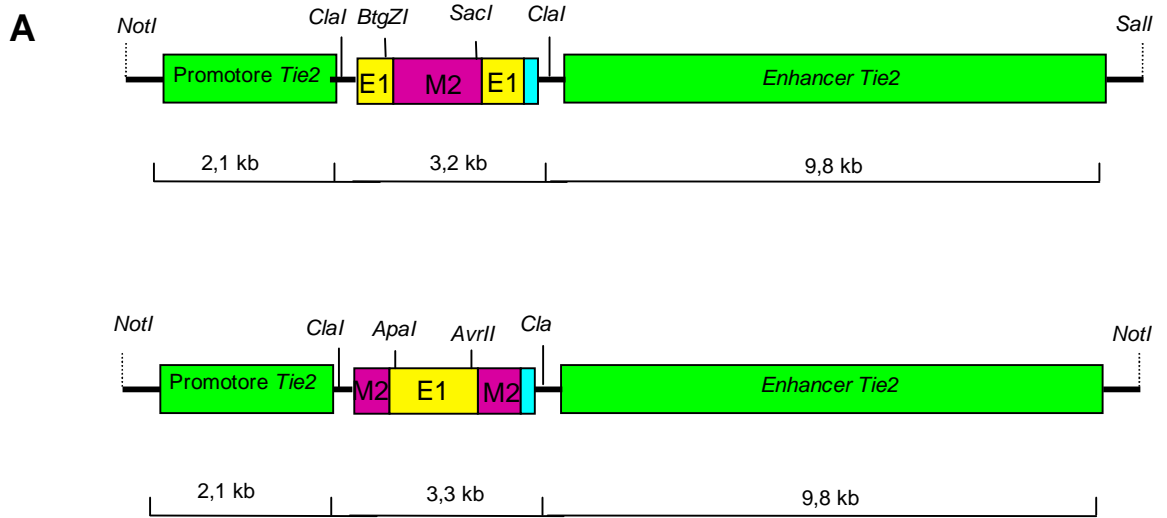 A
NotI
ClaI BtgZI SacI ClaI
SalI
Promotore Tie2
E1 M2 E1
Enhancer Tie2
2,1 kb 3,2 kb 9,8 kb
NotI
ClaI ApaI AvrII Cla
NotI
Promotore Tie2
M2 E1 M2
Enhancer Tie2
2,1 kb 3,3 kb 9,8 kb